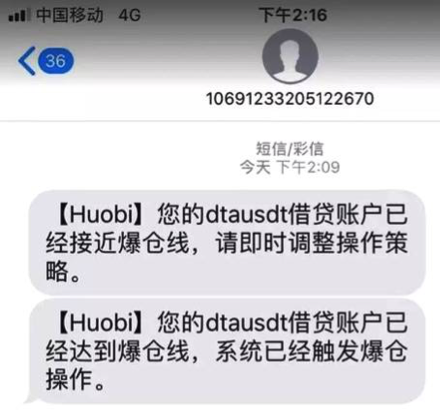 中国移动 4G 下午2:16
36
10691233205122670
短信/彩信
今天 下午2:09
【Huobi】您的dtausdt借贷账户已
经接近爆仓线，请即时调整操作策
略。
【Huobi】您的dtausdt借贷账户已
经达到爆仓线，系统已经触发爆仓
操作。